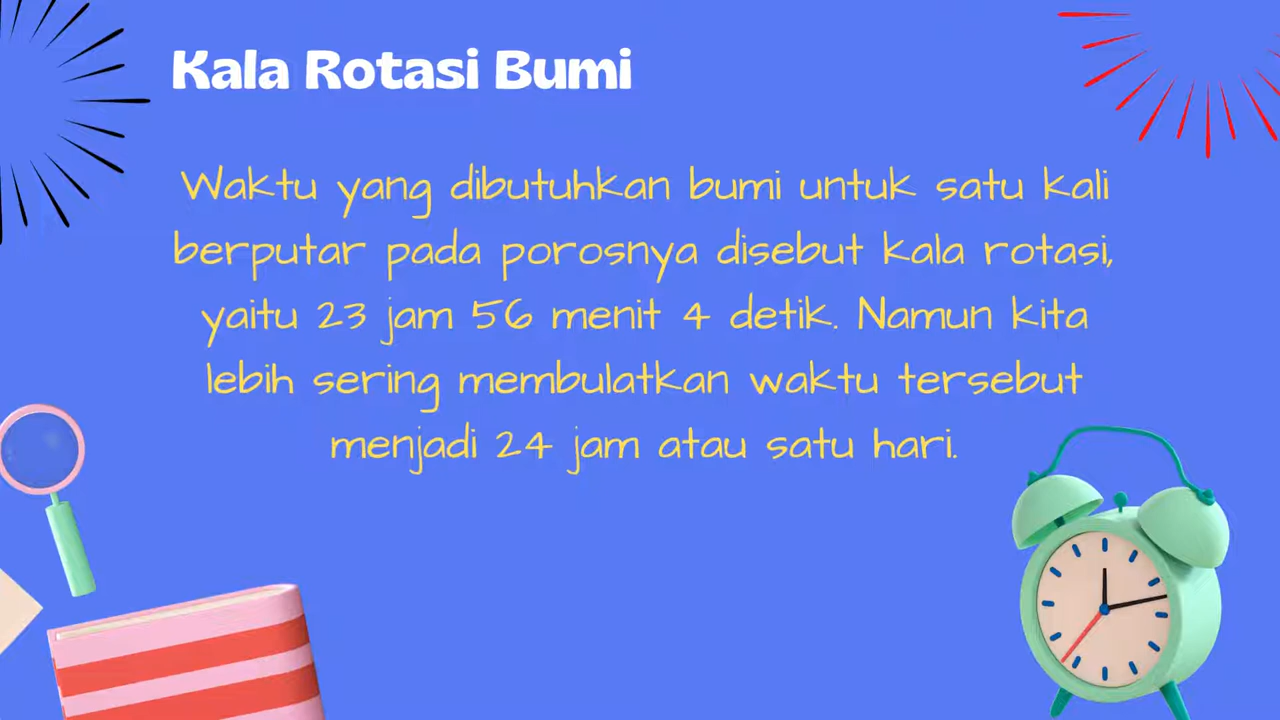 Kala Rotasi Bumi
Waktu yang dibutuhkan bumi untuk satu kali
berputar pada porosnya disebut kala rotasi,
yaitu 23 jam 56 menit 4 detik. Namun kita
lebih sering membulatkan waktu tersebut
menjadi 24 jam atau satu hari.